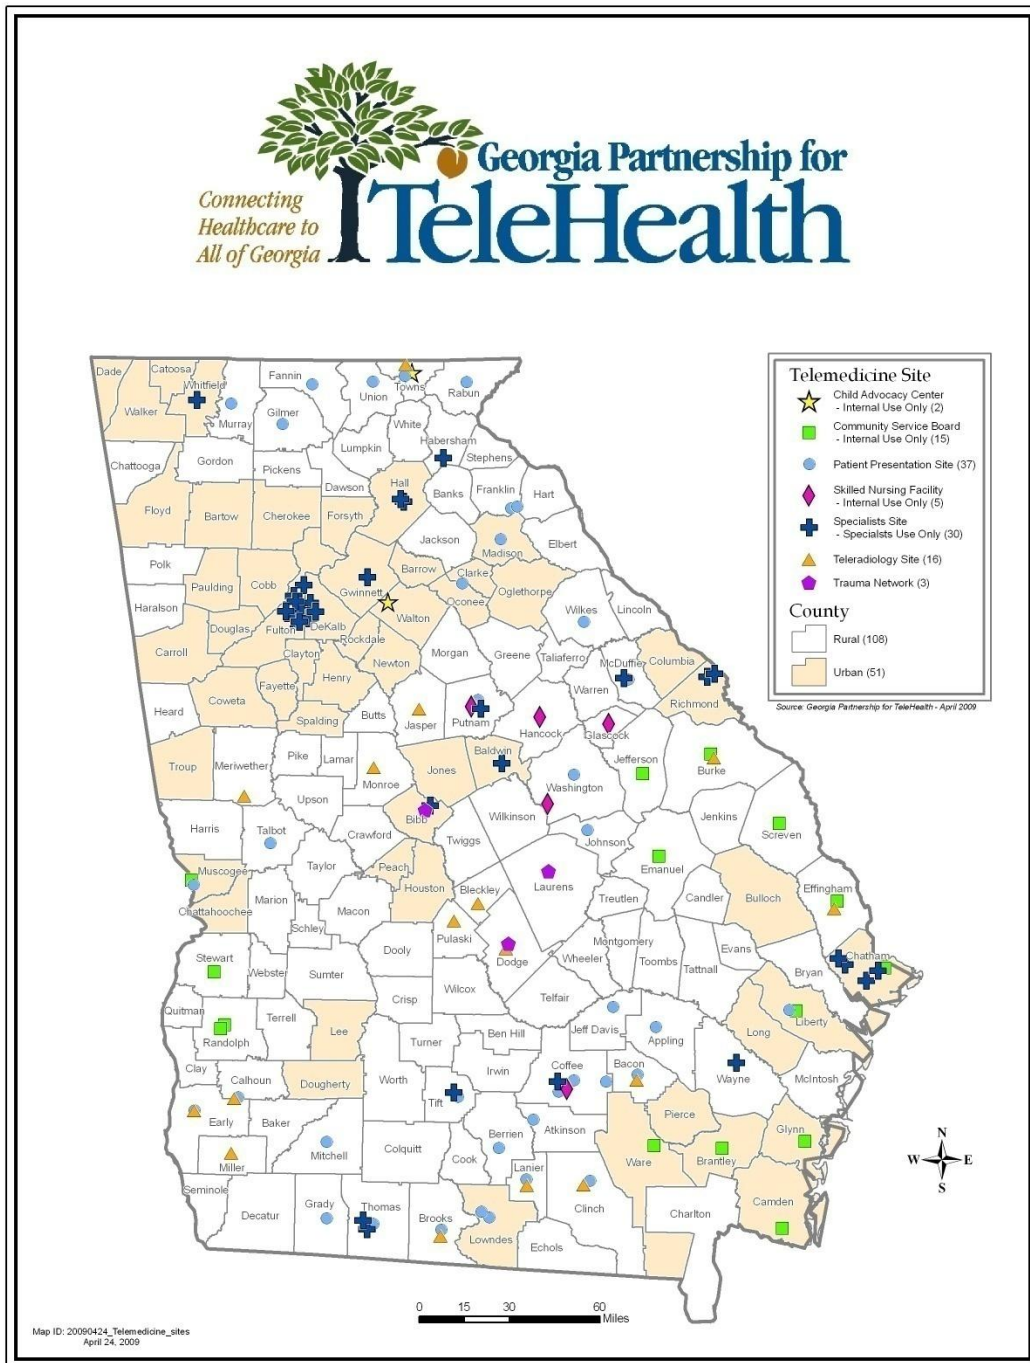 Georgia Partnership for
TeleHealth
Connecting
Healthcare to
All of Georgia
Telemedicine Site
Child Advocacy Center
- Internal Use Only (2)
Community Service Board
- Internal Use Only (15)
Patient Presentation Site (37)
Skilled Nursing Facility
- Internal Use Only (5)
Specialists Site
- Specialsts Use Only (30)
Teleradiology Site (16)
Trauma Network (3)
County
Rural (108)
Urban (51)
Source: Georgia Partnership for TeleHealth - April 2009
Dade
Catoosa
Whitfield
Walker
Murray
Fannin
Gilmer
Union
Towns
Rabun
White
Lumpkin
Habersham
Stephens
Chattooga
Gordon
Pickens
Dawson
Hall
Banks
Franklin
Hart
Floyd
Bartow
Cherokee
Forsyth
Jackson
Madison
Elbert
Polk
Paulding
Cobb
Gwinnett
Barrow
Clarke
Oconee
Oglethorpe
Haralson
Douglas
Fulton
DeKalb
Walton
Rockdale
Wilkes
Lincoln
Carroll
Clayton
Newton
Morgan
Greene
Taliaferro
McDuffie
Columbia
Fayette
Henry
Coweta
Spalding
Warren
Richmond
Heard
Butts
Jasper
Putnam
Hancock
Glascock
Troup
Meriwether
Pike
Lamar
Monroe
Jones
Baldwin
Jefferson
Burke
Upson
Bibb
Washington
Wilkinson
Harris
Talbot
Crawford
Twiggs
Johnson
Jenkins
Screven
Muscogee
Taylor
Peach
Houston
Bleckley
Laurens
Emanuel
Chattahoochee
Marion
Macon
Treutlen
Candler
Bulloch
Effingham
Schley
Pulaski
Dooly
Dodge
Montgomery
Wheeler
Toombs
Evans
Tattnall
Stewart
Webster
Sumter
Wilcox
Telfair
Bryan
Chatham
Quitman
Crisp
Randolph
Terrell
Lee
Turner
Ben Hill
Jeff Davis
Appling
Long
Liberty
Clay
Calhoun
Dougherty
Worth
Irwin
Coffee
Bacon
Wayne
McIntosh
Tift
Early
Baker
Pierce
Mitchell
Colquitt
Berrien
Atkinson
Miller
Cook
Ware
Brantley
Glynn
Lanier
Seminole
Decatur
Grady
Thomas
Brooks
Lowndes
Clinch
Charlton
Camden
Echols
N
W
E
S
0
15
30
60
Miles
Map ID: 20090424_Telemedicine_sites
April 24, 2009